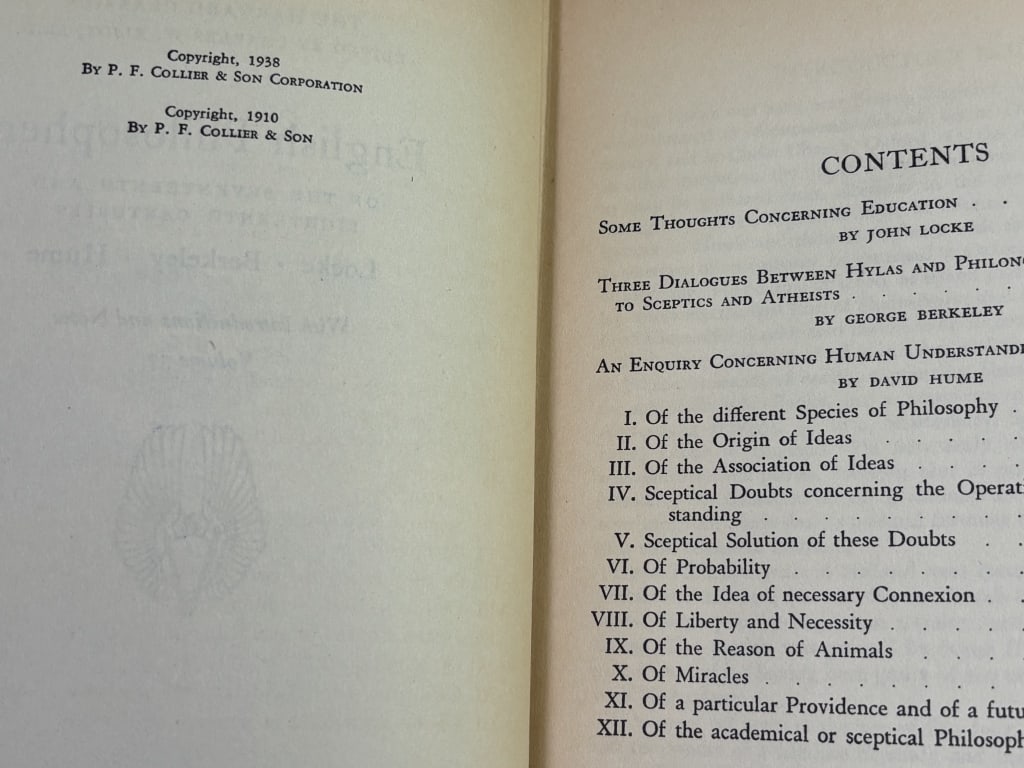 Copyright, 1938
By P. F. Collier & Son Corporation
Copyright, 1910
By P. F. Collier & Son
CONTENTS
Some Thoughts Concerning Education . .
BY JOHN LOCKE
Three Dialogues Between Hylas and Philon
to Sceptics and Atheists . . . . . .
BY GEORGE BERKELEY
An Enquiry Concerning Human Understandi
BY DAVID HUME
I. Of the different Species of Philosophy .
II. Of the Origin of Ideas . . . . .
III. Of the Association of Ideas . . . .
IV. Sceptical Doubts concerning the Operati
standing . . . . . . . .
V. Sceptical Solution of these Doubts . .
VI. Of Probability . . . . . . . .
VII. Of the Idea of necessary Connexion . .
VIII. Of Liberty and Necessity . . . . .
IX. Of the Reason of Animals . . . .
X. Of Miracles . . . . . . . .
XI. Of a particular Providence and of a futu
XII. Of the academical or sceptical Philosoph